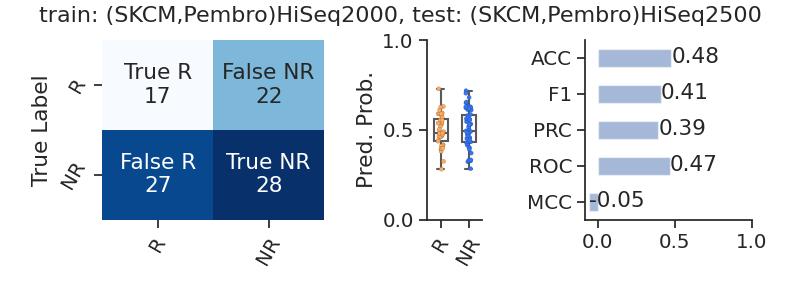 train: (SKCM,Pembro)HiSeq2000, test: (SKCM,Pembro)HiSeq2500
True Label
R
NR
True R
17
False NR
22
False R
27
True NR
28
R
NR
Pred. Prob.
1.0
0.5
0.0
R
NR
ACC
0.48
F1
0.41
PRC
0.39
ROC
0.47
MCC
-0.05
0.0
0.5
1.0